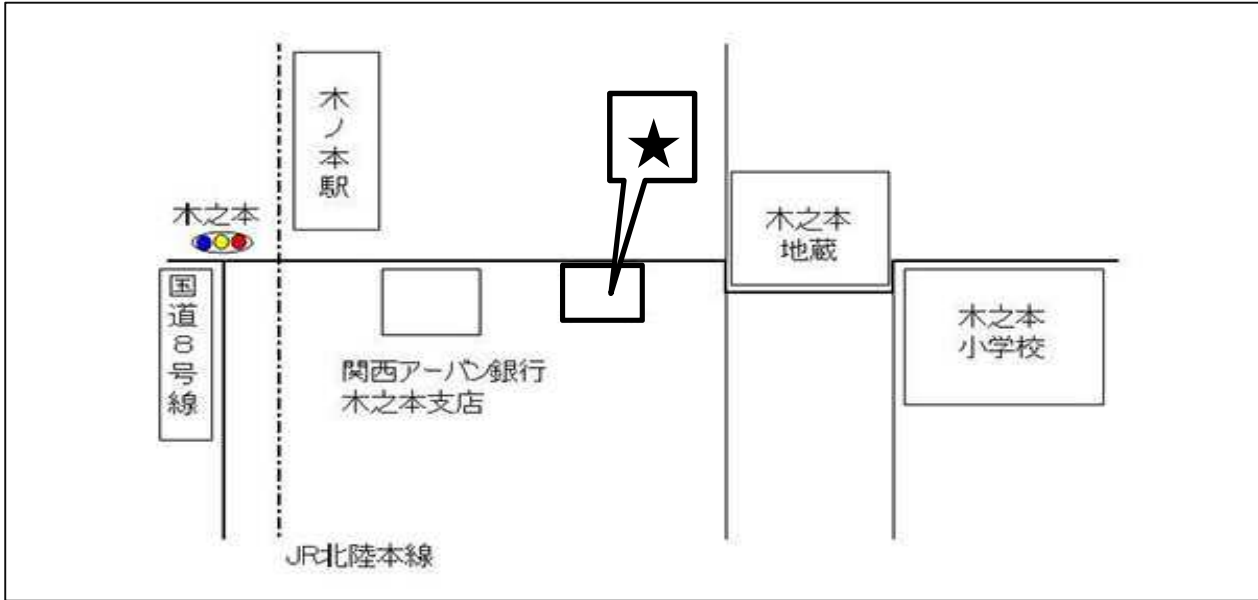 木ノ本駅
★
木之本
木之本
地蔵
国道8号線
木之本
小学校
関西アーバン銀行
木之本支店
JR北陸本線